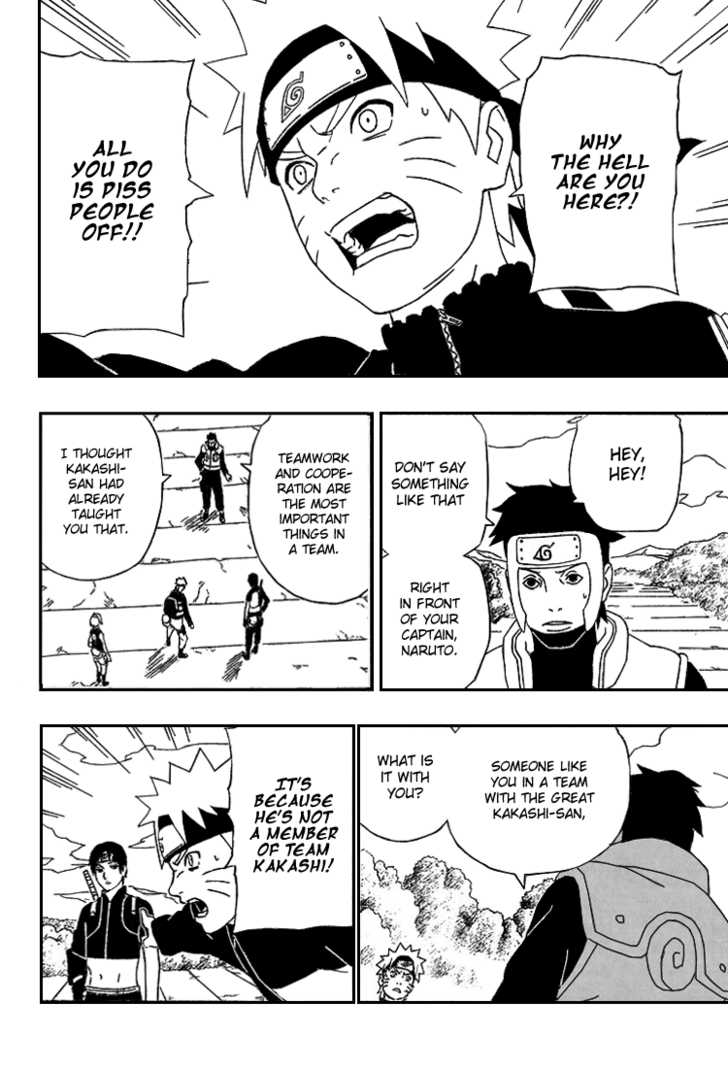 WHY
THE HELL
ARE YOU
HERE?!
ALL
YOU DO
IS PISS
PEOPLE
OFF!!
HEY,
HEY!
DON'T SAY
SOMETHING
LIKE THAT
RIGHT
IN FRONT
OF YOUR
CAPTAIN,
NARUTO.
TEAMWORK
AND COOPE-
RATION ARE
THE MOST
IMPORTANT
THINGS IN
A TEAM.
I THOUGHT
KAKASHI-
SAN HAD
ALREADY
TAUGHT
YOU THAT.
SOMEONE LIKE
YOU IN A TEAM
WITH THE GREAT
KAKASHI-SAN,
WHAT IS
IT WITH
YOU?
IT'S
BECAUSE
HE'S NOT
A MEMBER
OF TEAM
KAKASHI!